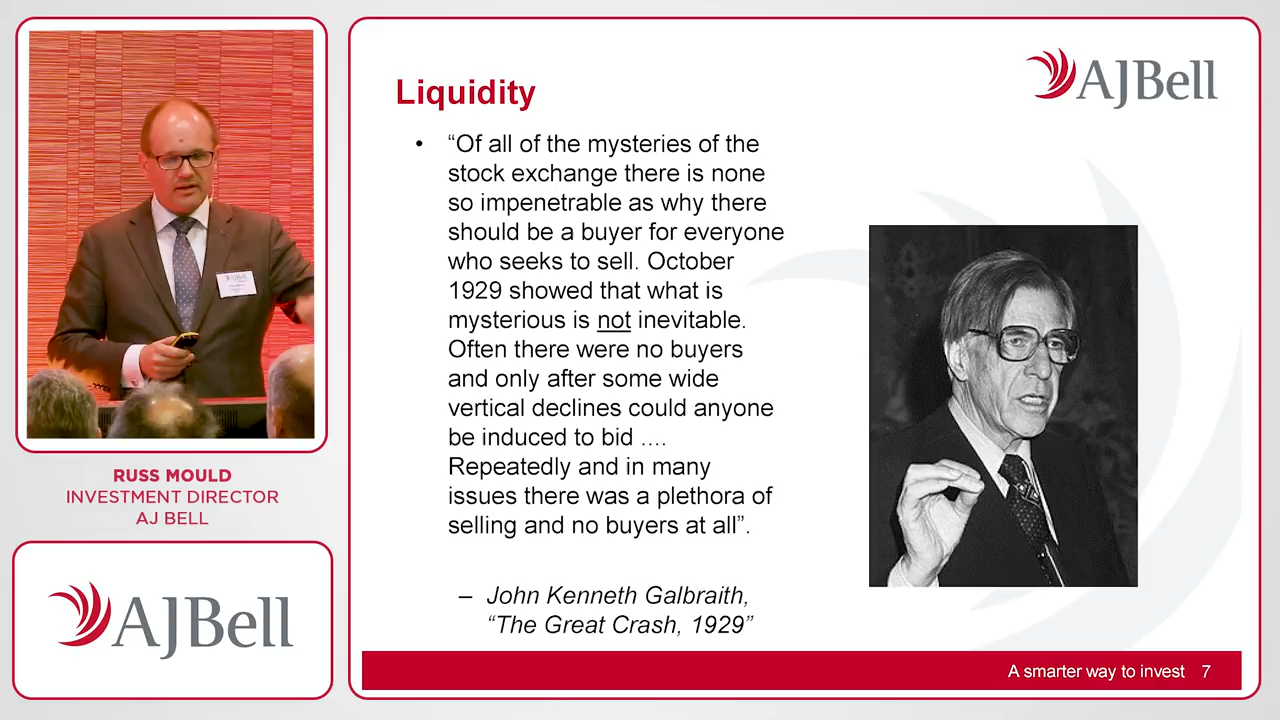 RUSS MOULD
INVESTMENT DIRECTOR
AJ BELL
AJBell
AJBell
Liquidity
• “Of all of the mysteries of the
stock exchange there is none
so impenetrable as why there
should be a buyer for everyone
who seeks to sell. October
1929 showed that what is
mysterious is not inevitable.
Often there were no buyers
and only after some wide
vertical declines could anyone
be induced to bid ....
Repeatedly and in many
issues there was a plethora of
selling and no buyers at all”.
– John Kenneth Galbraith,
“The Great Crash, 1929”
A smarter way to invest 7